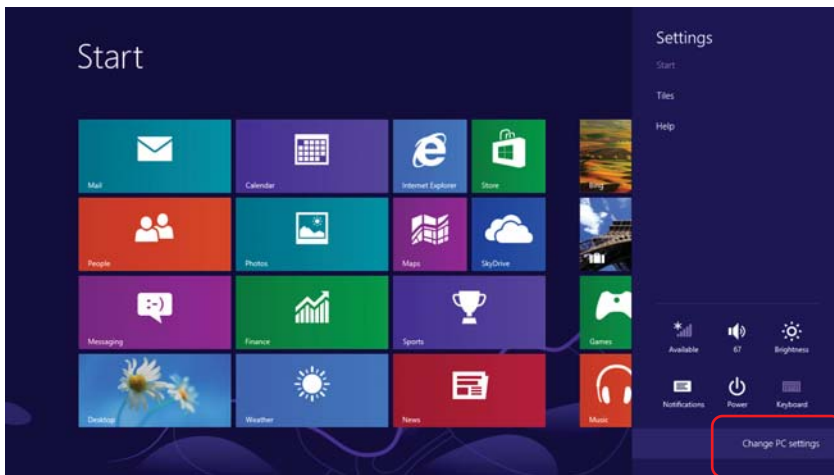 Start
Mail
Calendar
Internet Explorer
Store
Bing
People
Photos
Maps
SkyDrive
Messaging
Finance
Sports
Games
Desktop
Weather
News
Music
Settings
Start
Tiles
Help
Available
67
Brightness
Notifications
Power
Keyboard
Change PC settings